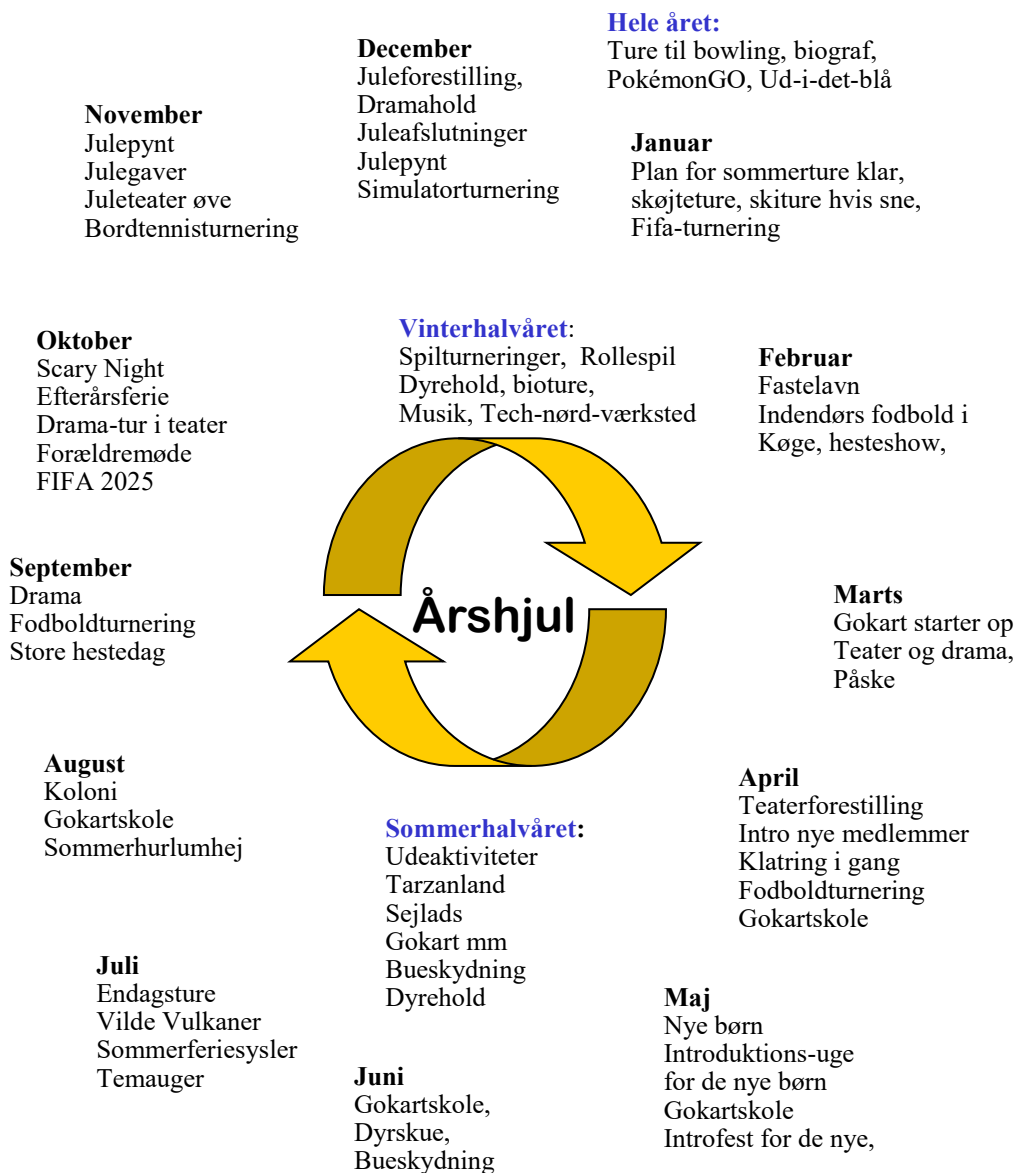 Hele året:
Ture til bowling, biograf,
PokémonGO, Ud-i-det-blå
December
Juleforestilling,
Dramahold
Juleafslutninger
Julepynt
Simulatorturnering
November
Julepynt
Julegaver
Juleteater øve
Bordtennisturnering
Januar
Plan for sommerture klar,
skøjteture, skiture hvis sne,
Fifa-turnering
Oktober
Scary Night
Efterårsferie
Drama-tur i teater
Forældremøde
FIFA 2025
Vinterhalvåret:
Spilturneringer,  Rollespil
Dyrehold, bioture,
Musik, Tech-nørd-værksted
Februar
Fastelavn
Indendørs fodbold i
Køge, hesteshow,
September
Drama
Fodboldturnering
Store hestedag
Årshjul
Marts
Gokart starter op
Teater og drama,
Påske
August
Koloni
Gokartskole
Sommerhurlumhej
Sommerhalvåret:
Udeaktiviteter
Tarzanland
Sejlads
Gokart mm
Bueskydning
Dyrehold
April
Teaterforestilling
Intro nye medlemmer
Klatring i gang
Fodboldturnering
Gokartskole
Juli
Endagsture
Vilde Vulkaner
Sommerferiesysler
Temauger
Juni
Gokartskole,
Dyrskue,
Bueskydning
Maj
Nye børn
Introduktions-uge
for de nye børn
Gokartskole
Introfest for de nye,